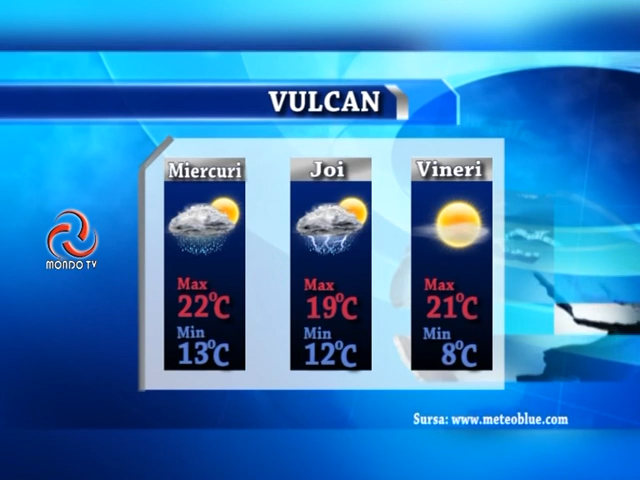 VULCAN
Miercuri
Joi
Vineri
Max
22°C
Min
13°C
Max
19°C
Min
12°C
Max
21°C
Min
8°C
MONDO TV
Sursa: www.meteoblue.com